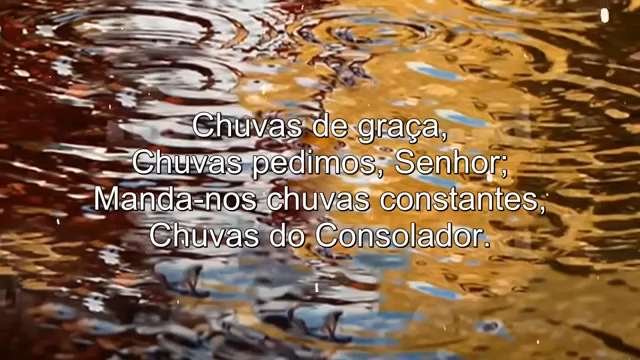 Chuvas de graça,
Chuvas pedimos, Senhor;
Manda-nos chuvas constantes,
Chuvas do Consolador.